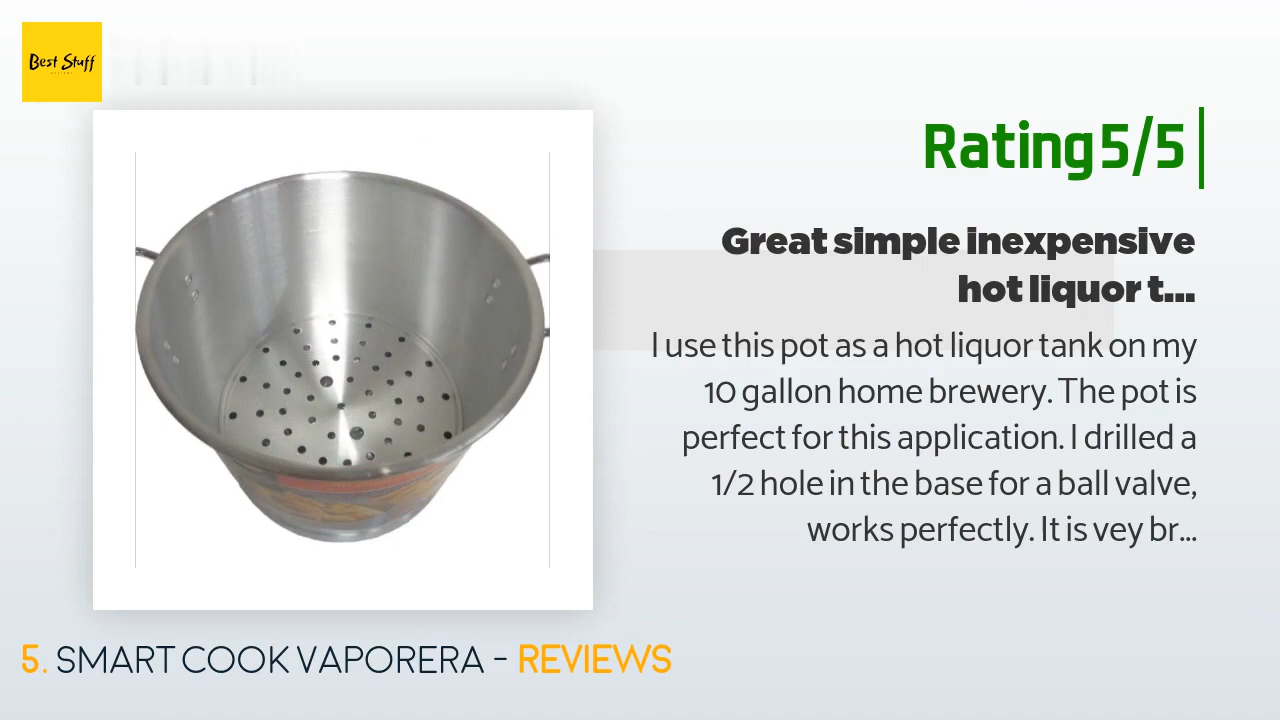 Best Stuff
Rating 5/5
Great simple inexpensive
hot liquor t...
I use this pot as a hot liquor tank on my
10 gallon home brewery. The pot is
perfect for this application. I drilled a
1/2 hole in the base for a ball valve,
works perfectly. It is vey br...
5. SMART COOK VAPORERA - REVIEWS